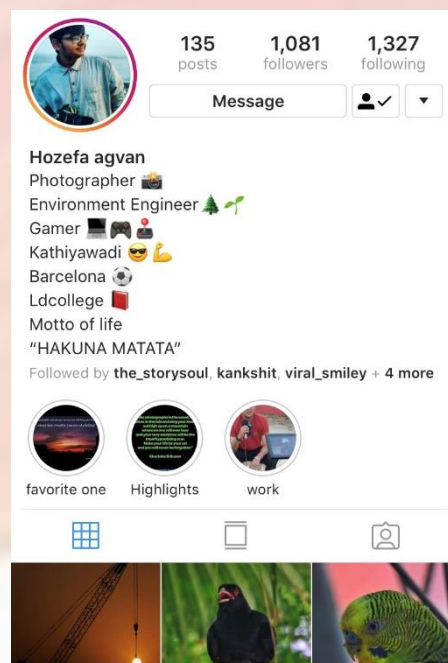 135 1,081 1,327
posts followers following
Message
Hozefa agvan
Photographer 📸
Environment Engineer 🌲🌱
Gamer 💻🎮🕹️
Kathiyawadi 😎💪
Barcelona ⚽
Ldcollege 📕
Motto of life
“HAKUNA MATATA”
Followed by the_storysoul, kankshit, viral_smiley + 4 more
favorite one Highlights work